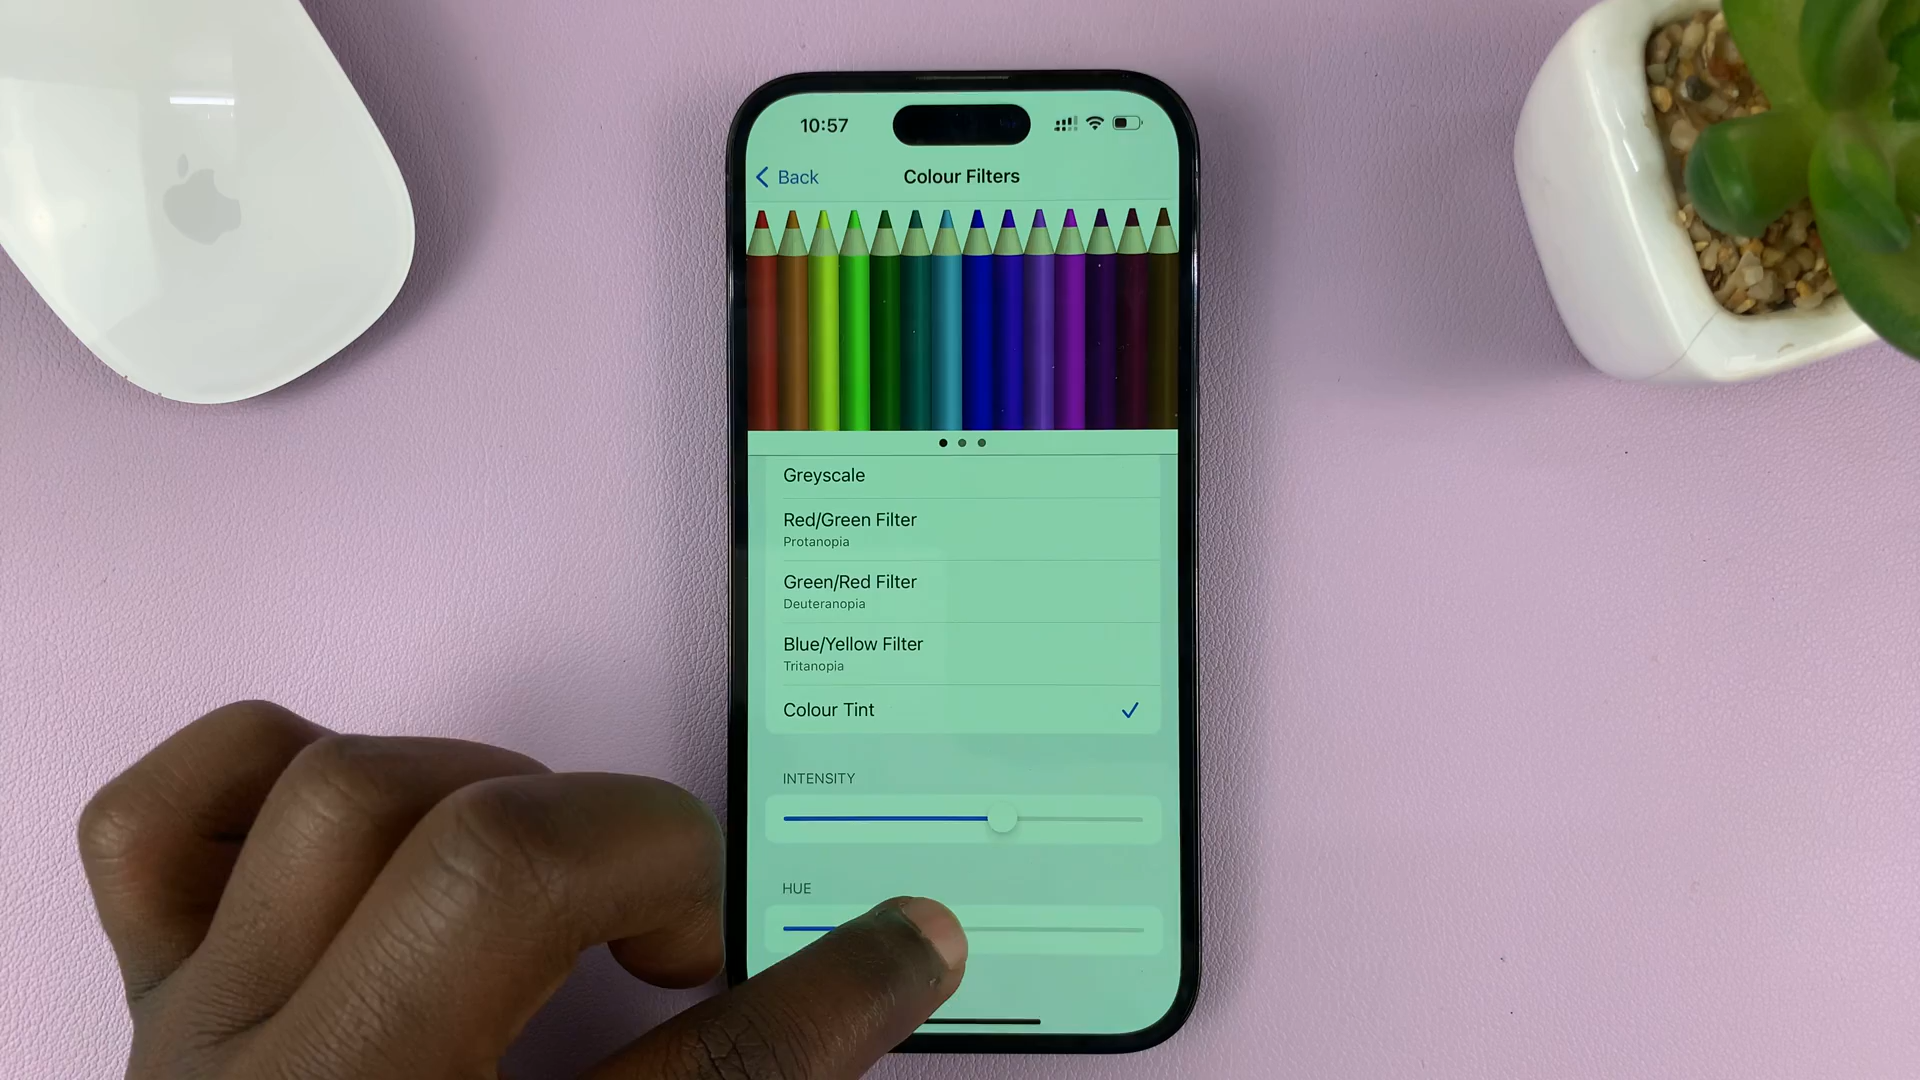 10:57
Back
Colour Filters
Greyscale
Red/Green Filter
Protanopia
Green/Red Filter
Deuteranopia
Blue/Yellow Filter
Tritanopia
Colour Tint
INTENSITY
HUE